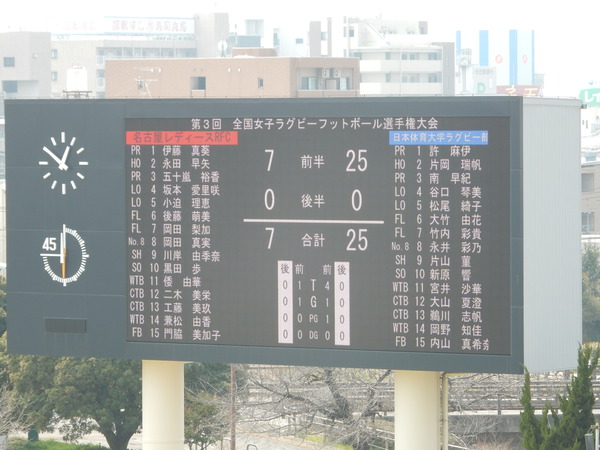 第3回 全国女子ラグビーフットボール選手権大会
名古屋レディースRFC
日本体育大学ラグビー部
PR 1 伊藤 真葵
HO 2 永田 早矢
PR 3 五十嵐 裕香
LO 4 坂本 愛里咲
LO 5 小迫 理恵
FL 6 後藤 萌美
FL 7 岡田 梨加
No.8 8 岡田 真実
SH 9 川岸 由季奈
SO 10 黒田 歩
WTB 11 倭 由華
CTB 12 二木 美栄
CTB 13 工藤 美玖
WTB 14 兼松 由香
FB 15 門脇 美加子
7 前半 25
0 後半 0
7 合計 25
後 前 前 後
0 1 T 4 0
0 1 G 1 0
0 0 PG 1 0
0 0 DG 0 0
PR 1 許 麻伊
HO 2 片岡 瑞帆
PR 3 南 早紀
LO 4 谷口 琴美
LO 5 松尾 綺子
FL 6 大竹 由花
FL 7 竹内 彩貴
No.8 8 永井 彩乃
SH 9 片山 菫
SO 10 新原 響
WTB 11 宮井 沙華
CTB 12 大山 夏澄
CTB 13 鵜川 志帆
WTB 14 岡野 知佳
FB 15 内山 真希奈
45